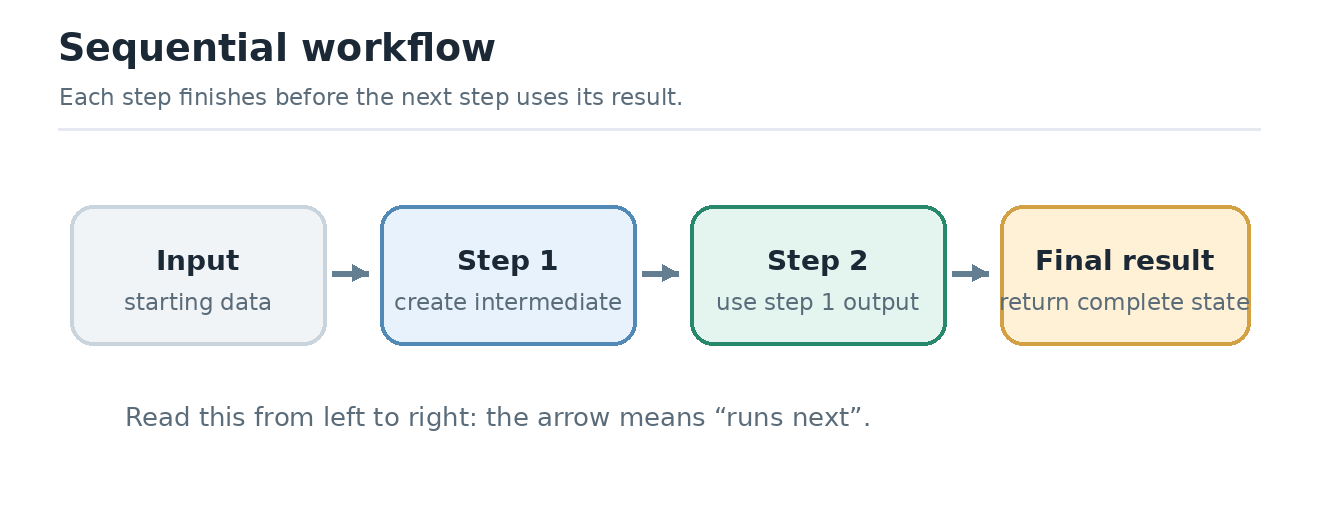 Sequential workflow
Each step finishes before the next step uses its result.
Input
starting data
Step 1
create intermediate
Step 2
use step 1 output
Final result
return complete state
Read this from left to right: the arrow means “runs next”.